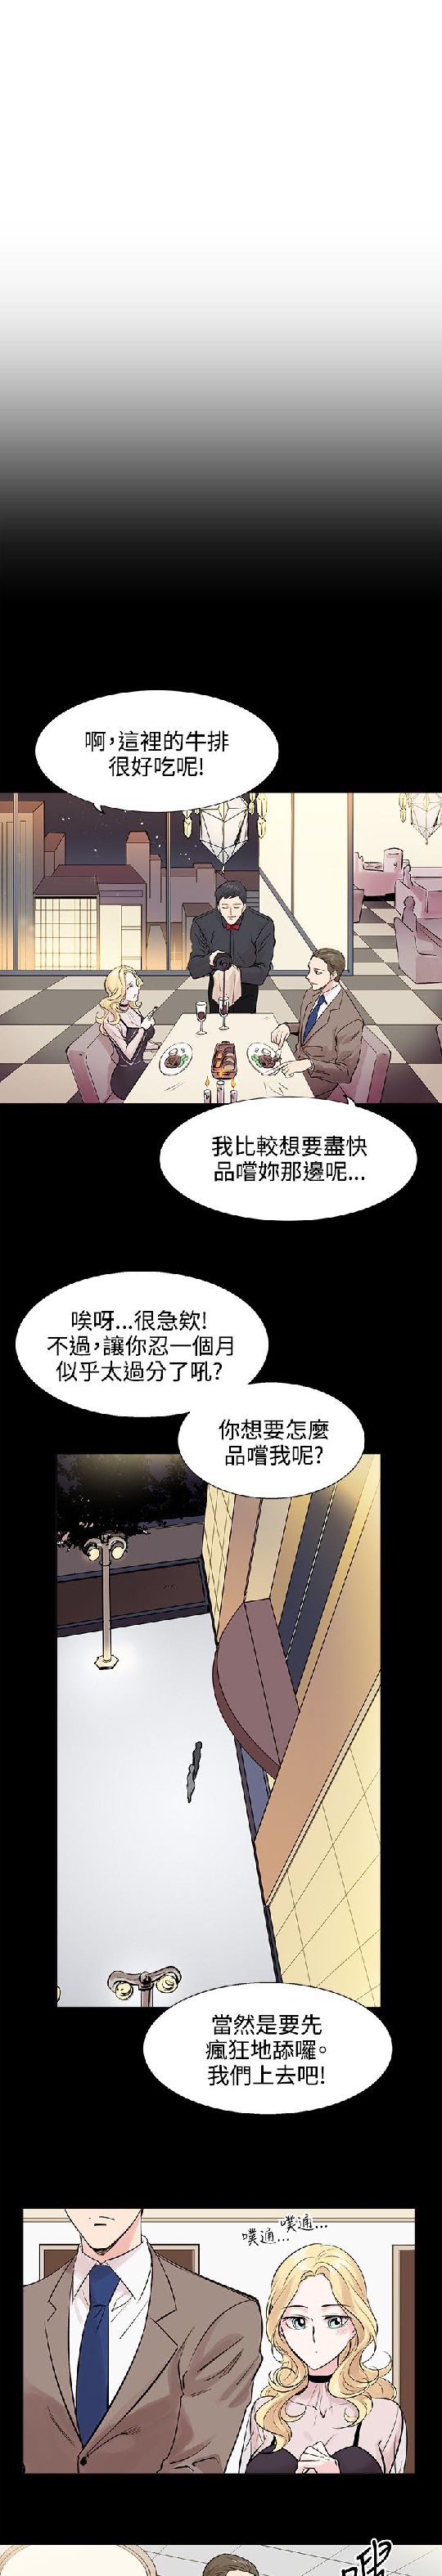 啊,這裡的牛排
很好吃呢!
我比較想要盡快
品嚐妳那邊呢...
唉呀...很急欸!
不過,讓你忍一個月
似乎太過分了吼?
你想要怎麼
品嚐我呢?
當然是要先
瘋狂地舔囉。
我們上去吧!
噗通...
噗通...